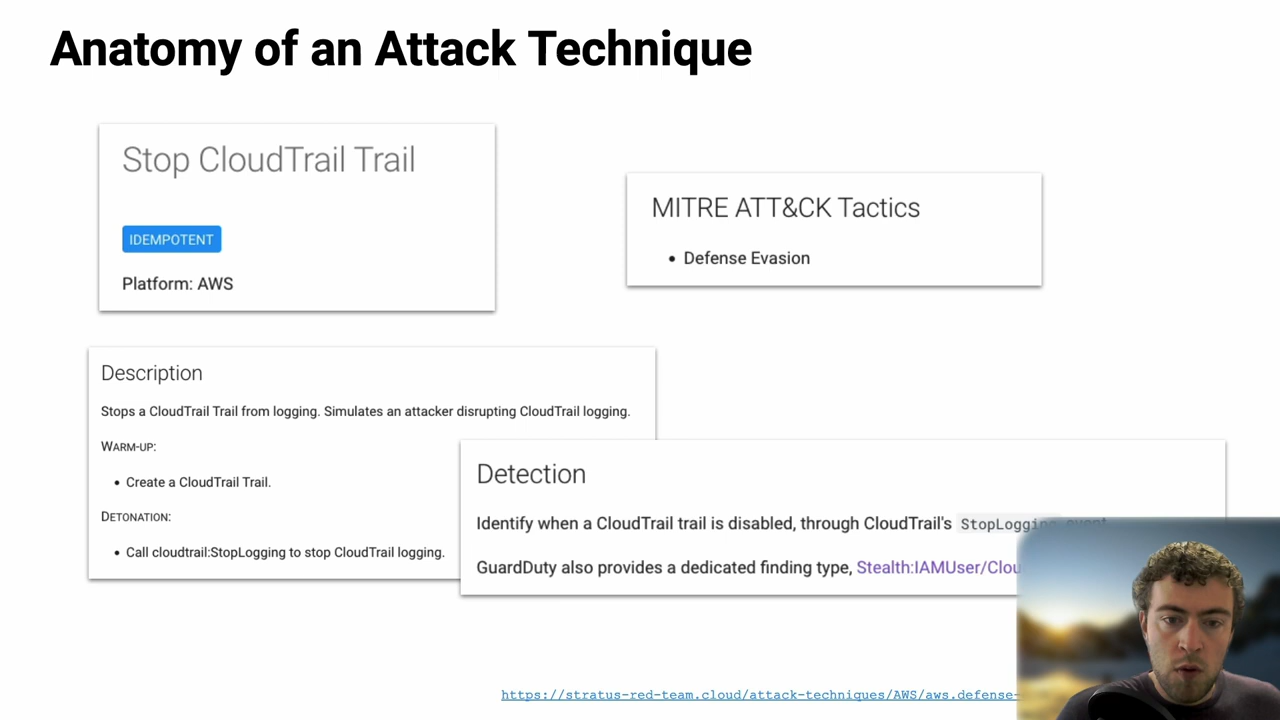 Anatomy of an Attack Technique
Stop CloudTrail Trail
IDEMPOTENT
Platform: AWS
MITRE ATT&CK Tactics
• Defense Evasion
Description
Stops a CloudTrail Trail from logging. Simulates an attacker disrupting CloudTrail logging.
WARM-UP:
• Create a CloudTrail Trail.
DETONATION:
• Call cloudtrail:StopLogging to stop CloudTrail logging.
Detection
Identify when a CloudTrail trail is disabled, through CloudTrail's StopLogging event
GuardDuty also provides a dedicated finding type, Stealth:IAMUser/Clou
https://stratus-red-team.cloud/attack-techniques/AWS/aws.defense-